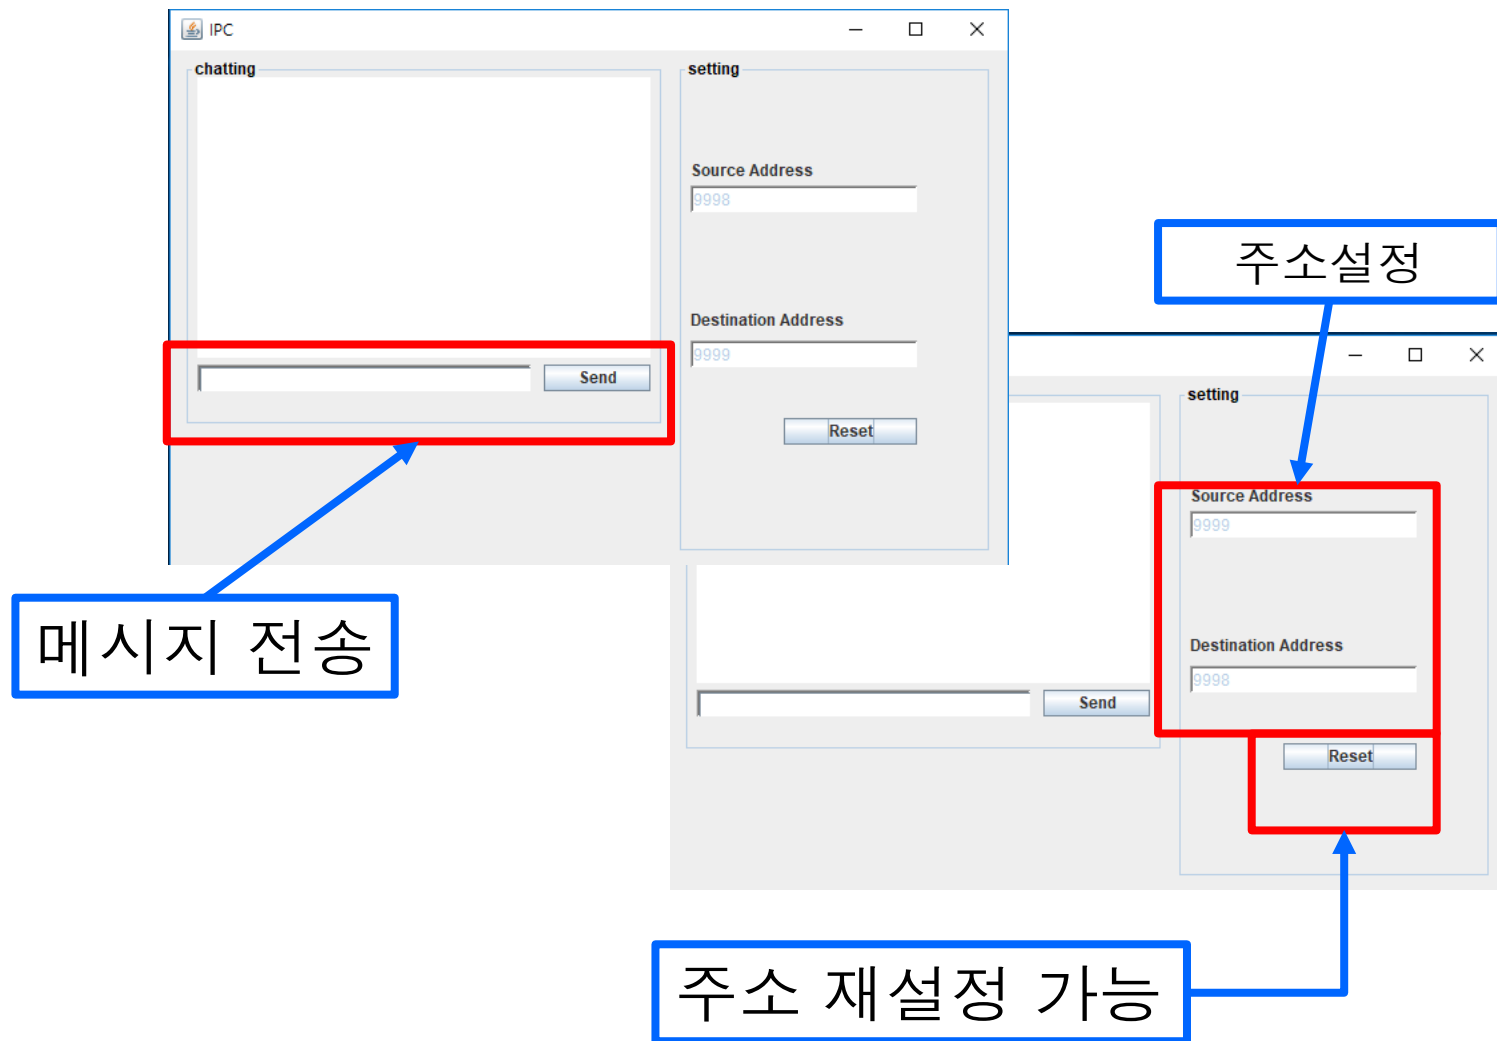 IPC
chatting
setting
Source Address
9998
Destination Address
9999
Send
Reset
주소설정
setting
Source Address
9999
Destination Address
9998
Send
Reset
메시지 전송
주소 재설정 가능